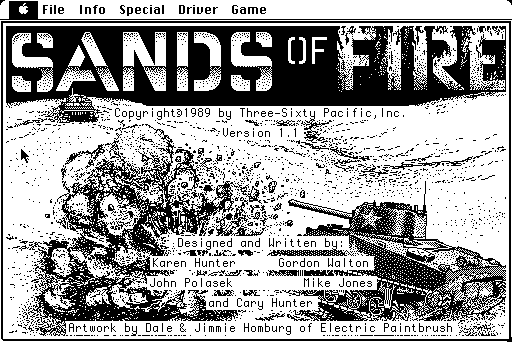 File Info Special Driver Game
SANDS OF FIRE
Copyright©1989 by Three-Sixty Pacific,Inc.
Version 1.1
Designed and Written by:
Karen Hunter Gordon Walton
John Polasek Mike Jones
and Cary Hunter
Artwork by Dale & Jimmie Homburg of Electric Paintbrush